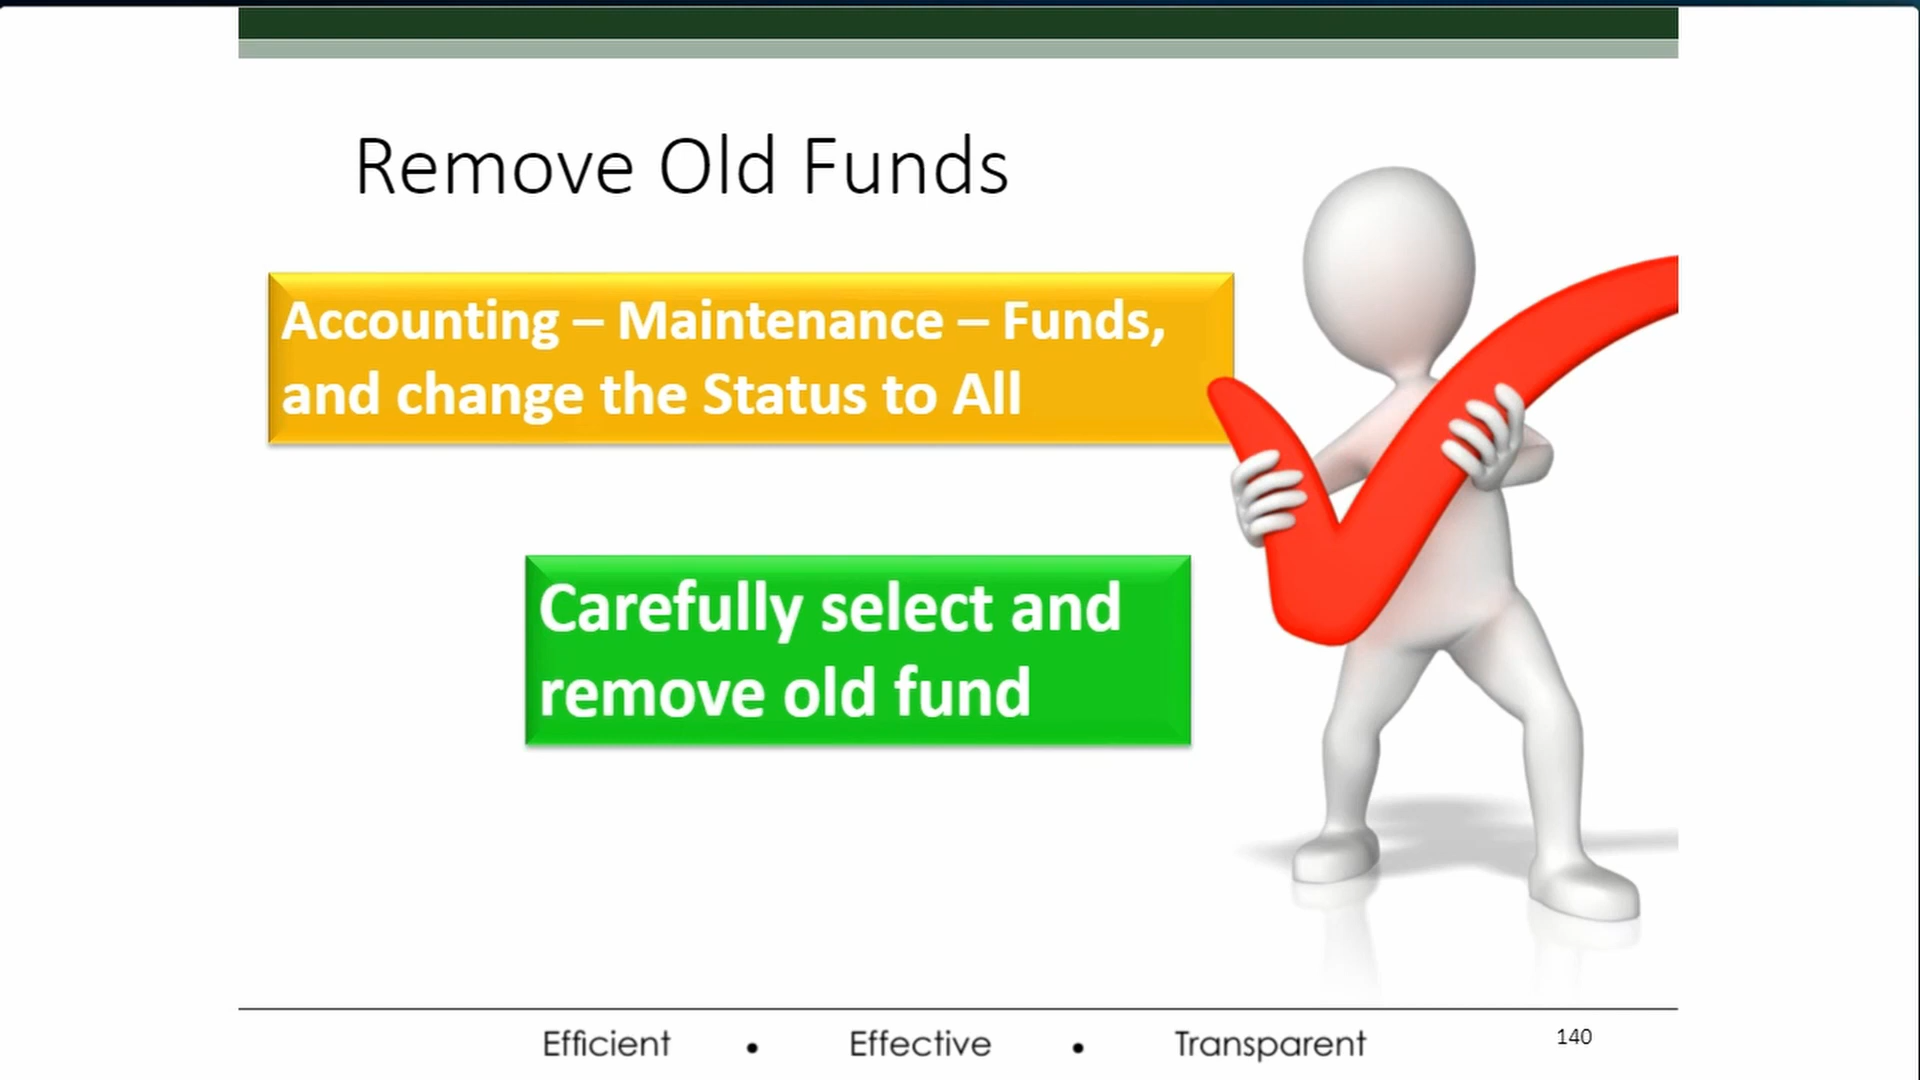 Remove Old Funds
Accounting – Maintenance – Funds,
and change the Status to All
Carefully select and
remove old fund
Efficient • Effective • Transparent
140